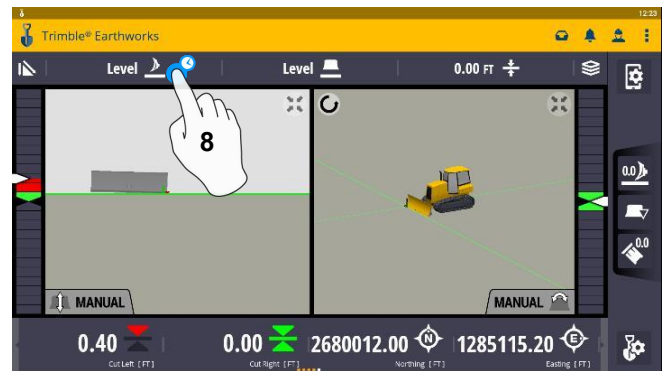 12:23
Trimble® Earthworks
Level
Level
0.00 FT
8
0.0
0.0
MANUAL
MANUAL
0.40
Cut Left [FT]
0.00
Cut Right [FT]
2680012.00
N
Northing [FT]
1285115.20
E
Easting [FT]